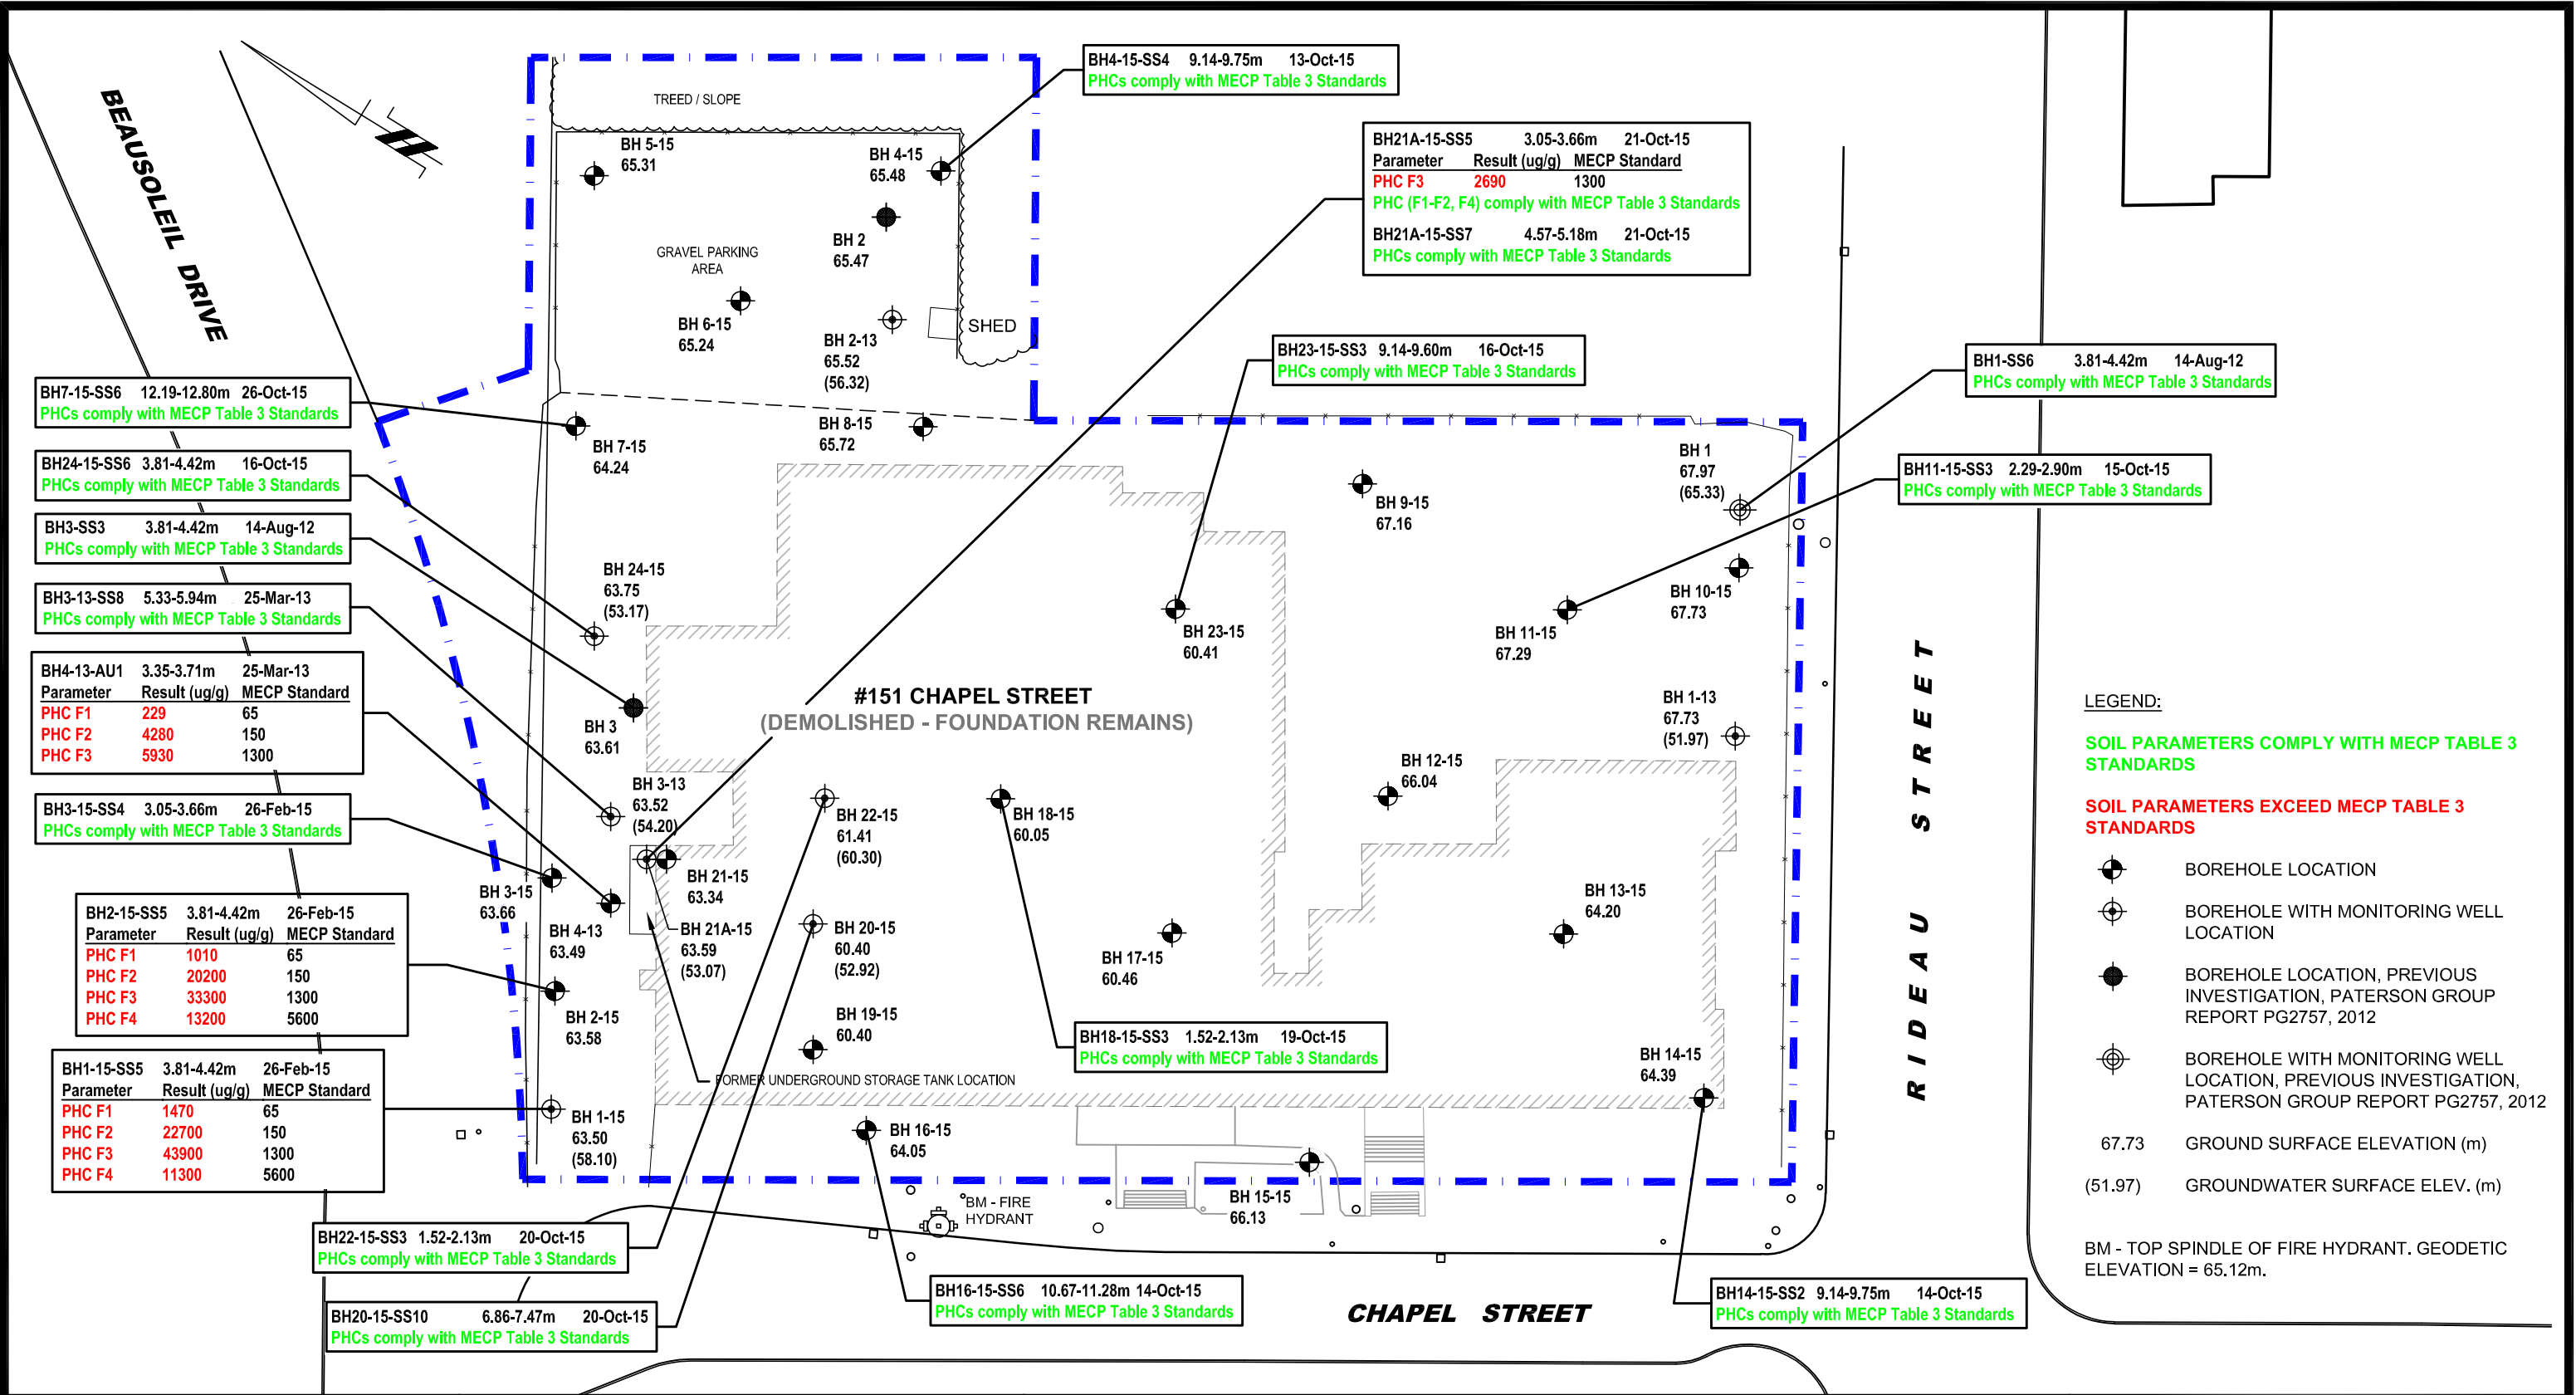 BEAUSOLEIL DRIVE
TREED / SLOPE
BH4-15-SS4 9.14-9.75m 13-Oct-15
PHCs comply with MECP Table 3 Standards
BH 5-15
65.31
BH 4-15
65.48
BH 2
65.47
GRAVEL PARKING
AREA
BH 6-15
65.24
BH 2-13
65.52
(56.32)
SHED
BH21A-15-SS5 3.05-3.66m 21-Oct-15
Parameter Result (ug/g) MECP Standard
PHC F3 2690 1300
PHC (F1-F2, F4) comply with MECP Table 3 Standards
BH21A-15-SS7 4.57-5.18m 21-Oct-15
PHCs comply with MECP Table 3 Standards
BH23-15-SS3 9.14-9.60m 16-Oct-15
PHCs comply with MECP Table 3 Standards
BH1-SS6 3.81-4.42m 14-Aug-12
PHCs comply with MECP Table 3 Standards
BH11-15-SS3 2.29-2.90m 15-Oct-15
PHCs comply with MECP Table 3 Standards
BH7-15-SS6 12.19-12.80m 26-Oct-15
PHCs comply with MECP Table 3 Standards
BH24-15-SS6 3.81-4.42m 16-Oct-15
PHCs comply with MECP Table 3 Standards
BH3-SS3 3.81-4.42m 14-Aug-12
PHCs comply with MECP Table 3 Standards
BH3-13-SS8 5.33-5.94m 25-Mar-13
PHCs comply with MECP Table 3 Standards
BH4-13-AU1 3.35-3.71m 25-Mar-13
Parameter Result (ug/g) MECP Standard
PHC F1 229 65
PHC F2 4280 150
PHC F3 5930 1300
BH3-15-SS4 3.05-3.66m 26-Feb-15
PHCs comply with MECP Table 3 Standards
BH2-15-SS5 3.81-4.42m 26-Feb-15
Parameter Result (ug/g) MECP Standard
PHC F1 1010 65
PHC F2 20200 150
PHC F3 33300 1300
PHC F4 13200 5600
BH1-15-SS5 3.81-4.42m 26-Feb-15
Parameter Result (ug/g) MECP Standard
PHC F1 1470 65
PHC F2 22700 150
PHC F3 43900 1300
PHC F4 11300 5600
BH 7-15
64.24
BH 8-15
65.72
BH 9-15
67.16
BH 1
67.97
(65.33)
BH 10-15
67.73
BH 11-15
67.29
BH 24-15
63.75
(53.17)
BH 23-15
60.41
BH 3
63.61
#151 CHAPEL STREET
(DEMOLISHED - FOUNDATION REMAINS)
BH 1-13
67.73
(51.97)
BH 3-13
63.52
(54.20)
BH 22-15
61.41
(60.30)
BH 18-15
60.05
BH 12-15
66.04
BH 3-15
63.66
BH 21-15
63.34
BH 4-13
63.49
BH 21A-15
63.59
(53.07)
BH 20-15
60.40
(52.92)
BH 17-15
60.46
BH 13-15
64.20
BH 2-15
63.58
BH 19-15
60.40
FORMER UNDERGROUND STORAGE TANK LOCATION
BH18-15-SS3 1.52-2.13m 19-Oct-15
PHCs comply with MECP Table 3 Standards
BH 14-15
64.39
BH 1-15
63.50
(58.10)
BH 16-15
64.05
BH 15-15
66.13
BM - FIRE
HYDRANT
BH22-15-SS3 1.52-2.13m 20-Oct-15
PHCs comply with MECP Table 3 Standards
BH20-15-SS10 6.86-7.47m 20-Oct-15
PHCs comply with MECP Table 3 Standards
BH16-15-SS6 10.67-11.28m 14-Oct-15
PHCs comply with MECP Table 3 Standards
BH14-15-SS2 9.14-9.75m 14-Oct-15
PHCs comply with MECP Table 3 Standards
CHAPEL STREET
RIDEAU STREET
LEGEND:
SOIL PARAMETERS COMPLY WITH MECP TABLE 3
STANDARDS
SOIL PARAMETERS EXCEED MECP TABLE 3
STANDARDS
BOREHOLE LOCATION
BOREHOLE WITH MONITORING WELL
LOCATION
BOREHOLE LOCATION, PREVIOUS
INVESTIGATION, PATERSON GROUP
REPORT PG2757, 2012
BOREHOLE WITH MONITORING WELL
LOCATION, PREVIOUS INVESTIGATION,
PATERSON GROUP REPORT PG2757, 2012
67.73 GROUND SURFACE ELEVATION (m)
(51.97) GROUNDWATER SURFACE ELEV. (m)
BM - TOP SPINDLE OF FIRE HYDRANT. GEODETIC
ELEVATION = 65.12m.